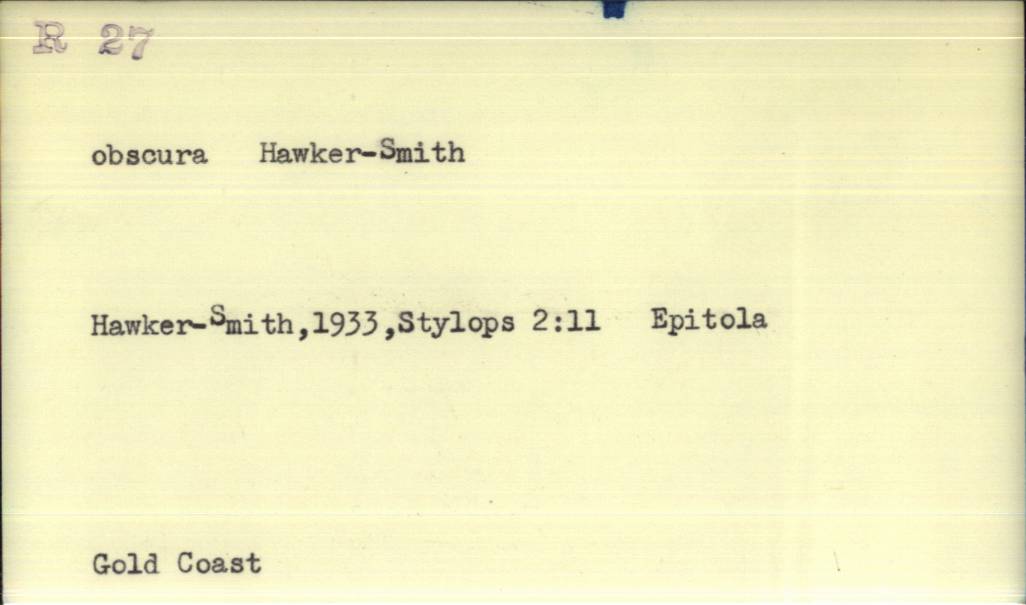 R 27
obscura Hawker-Smith
Hawker-Smith,1933,Stylops 2:11 Epitola
Gold Coast